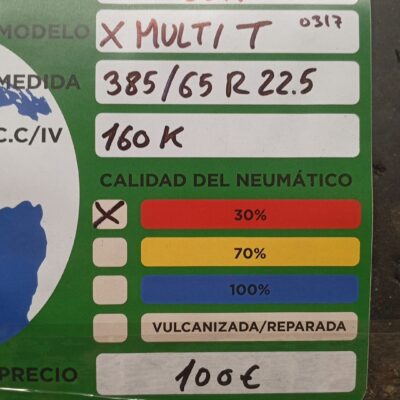 MODELO X MULTI T 0317
MEDIDA 385/65 R 22.5
C.C/IV 160 K
CALIDAD DEL NEUMÁTICO
X 30%
70%
100%
VULCANIZADA/REPARADA
PRECIO 100€